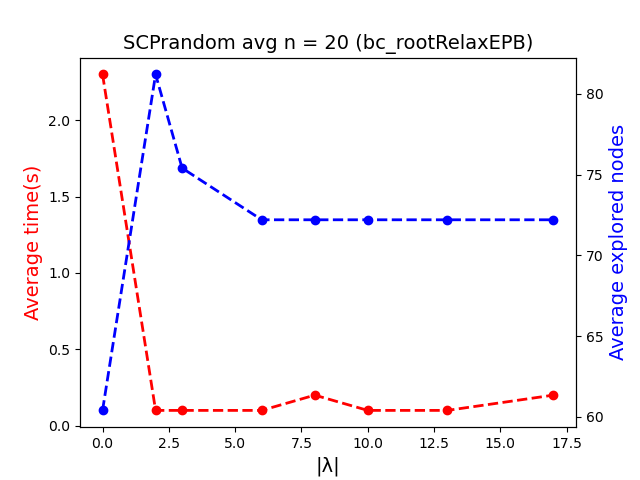 SCPrandom avg n = 20 (bc_rootRelaxEPB)
Average time(s)
2.0
1.5
1.0
0.5
0.0
80
75
70
65
60
Average explored nodes
0.0 2.5 5.0 7.5 10.0 12.5 15.0 17.5
|λ|